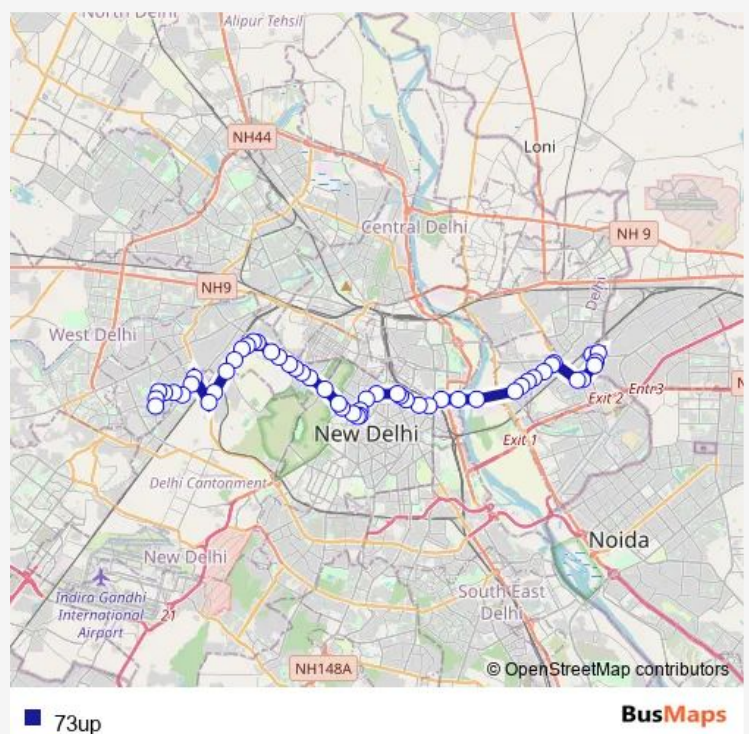 North Delhi
Alipur Tehsil
NH44
Loni
Central Delhi
NH 9
NH9
Delhi
West Delhi
Entr3
Exit 2
New Delhi
Exit 1
Delhi Cantonment
New Delhi
Noida
Indira Gandhi
International
Airport
21
South East
Delhi
NH148A
© OpenStreetMap contributors
73up
BusMaps